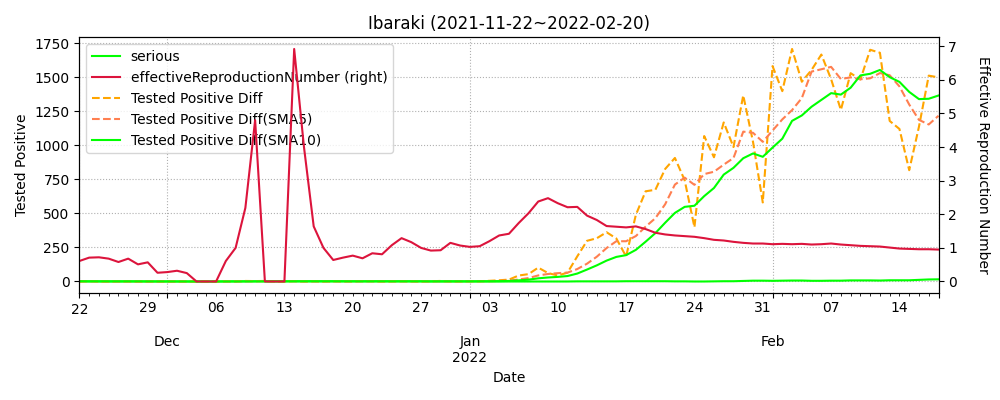 Ibaraki (2021-11-22~2022-02-20)
serious
effectiveReproductionNumber (right)
Tested Positive Diff
Tested Positive Diff(SMA5)
Tested Positive Diff(SMA10)
Tested Positive
1750
1500
1250
1000
750
500
250
0
Effective Reproduction Number
7
6
5
4
3
2
1
0
22 29 06 13 20 27 03 10 17 24 31 07 14
Dec Jan Feb
2022
Date